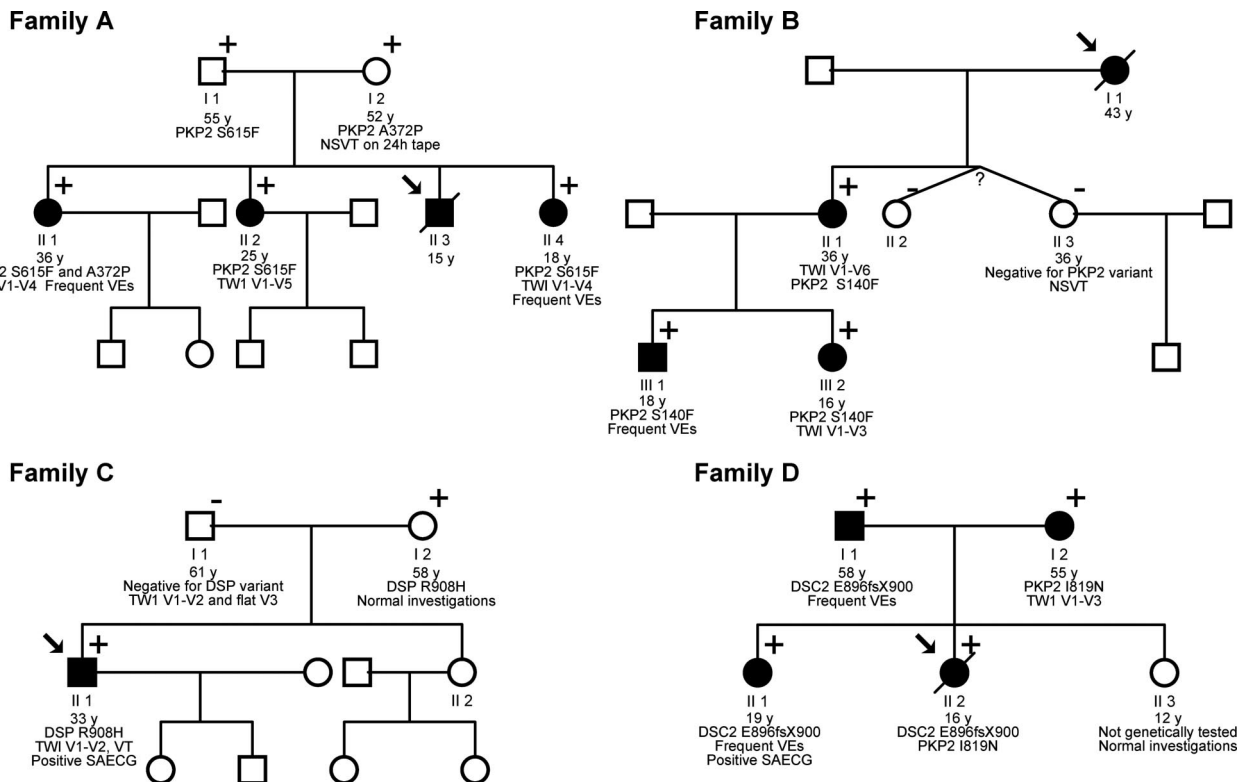 Family A
+
+
I 1
55 y
PKP2 S615F
I 2
52 y
PKP2 A372P
NSVT on 24h tape
+
+
+
II 1
36 y
2 S615F and A372P
V1-V4 Frequent VEs
II 2
25 y
PKP2 S615F
TW1 V1-V5
II 3
15 y
II 4
18 y
PKP2 S615F
TWI V1-V4
Frequent VEs
Family B
I 1
43 y
?
+
-
-
II 1
36 y
TWI V1-V6
PKP2 S140F
II 2
II 3
36 y
Negative for PKP2 variant
NSVT
+
+
III 1
18 y
PKP2 S140F
Frequent VEs
III 2
16 y
PKP2 S140F
TWI V1-V3
Family C
-
+
I 1
61 y
Negative for DSP variant
TW1 V1-V2 and flat V3
I 2
58 y
DSP R908H
Normal investigations
+
II 1
33 y
DSP R908H
TWI V1-V2, VT
Positive SAECG
II 2
Family D
+
+
I 1
58 y
DSC2 E896fsX900
Frequent VEs
I 2
55 y
PKP2 I819N
TW1 V1-V3
+
+
II 1
19 y
DSC2 E896fsX900
Frequent VEs
Positive SAECG
II 2
16 y
DSC2 E896fsX900
PKP2 I819N
II 3
12 y
Not genetically tested
Normal investigations